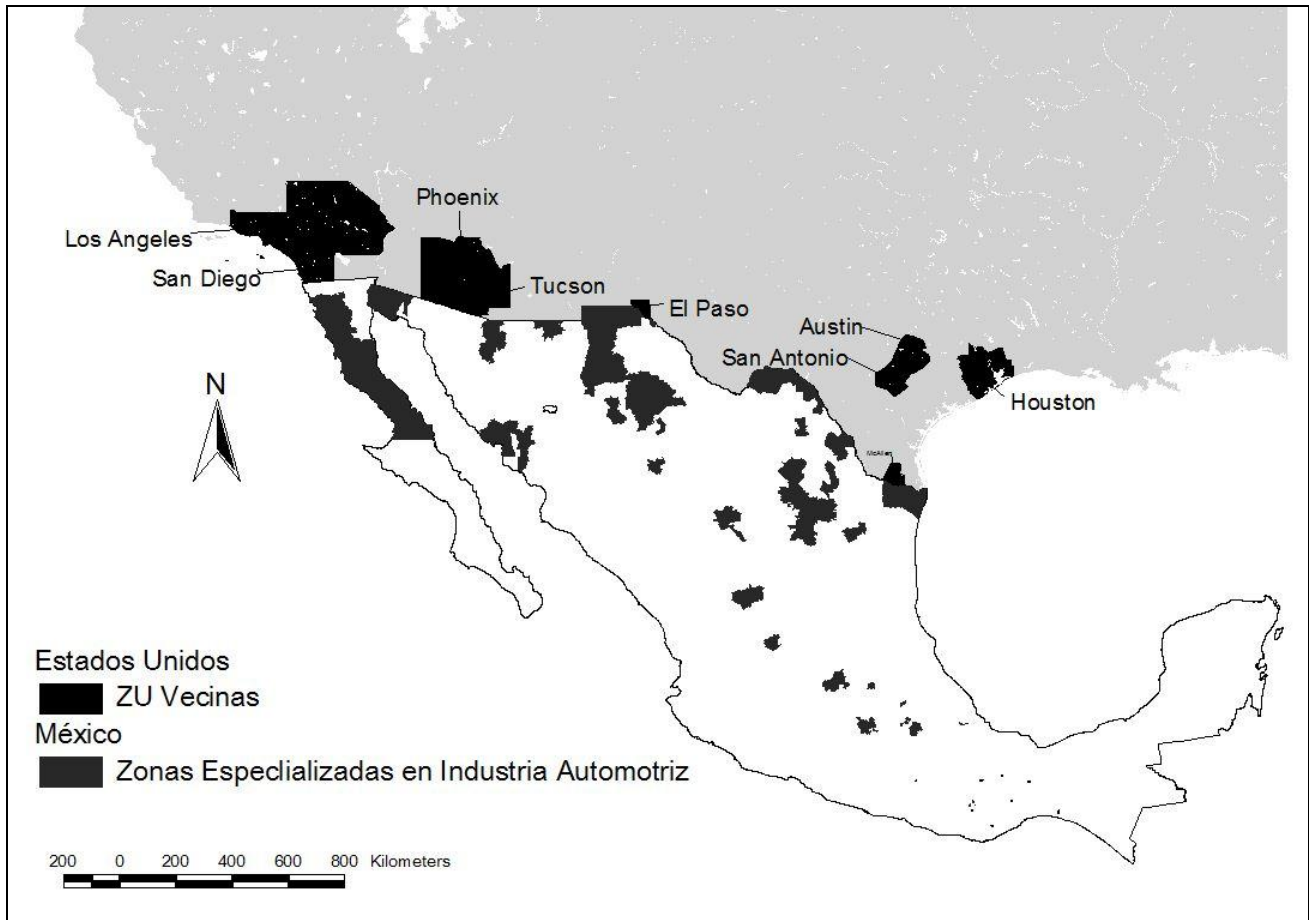 Phoenix
Los Angeles
San Diego
Tucson
El Paso
Austin
San Antonio
Houston
McAllen
N
Estados Unidos
ZU Vecinas
México
Zonas Especlializadas en Industria Automotriz
200 0 200 400 600 800 Kilometers